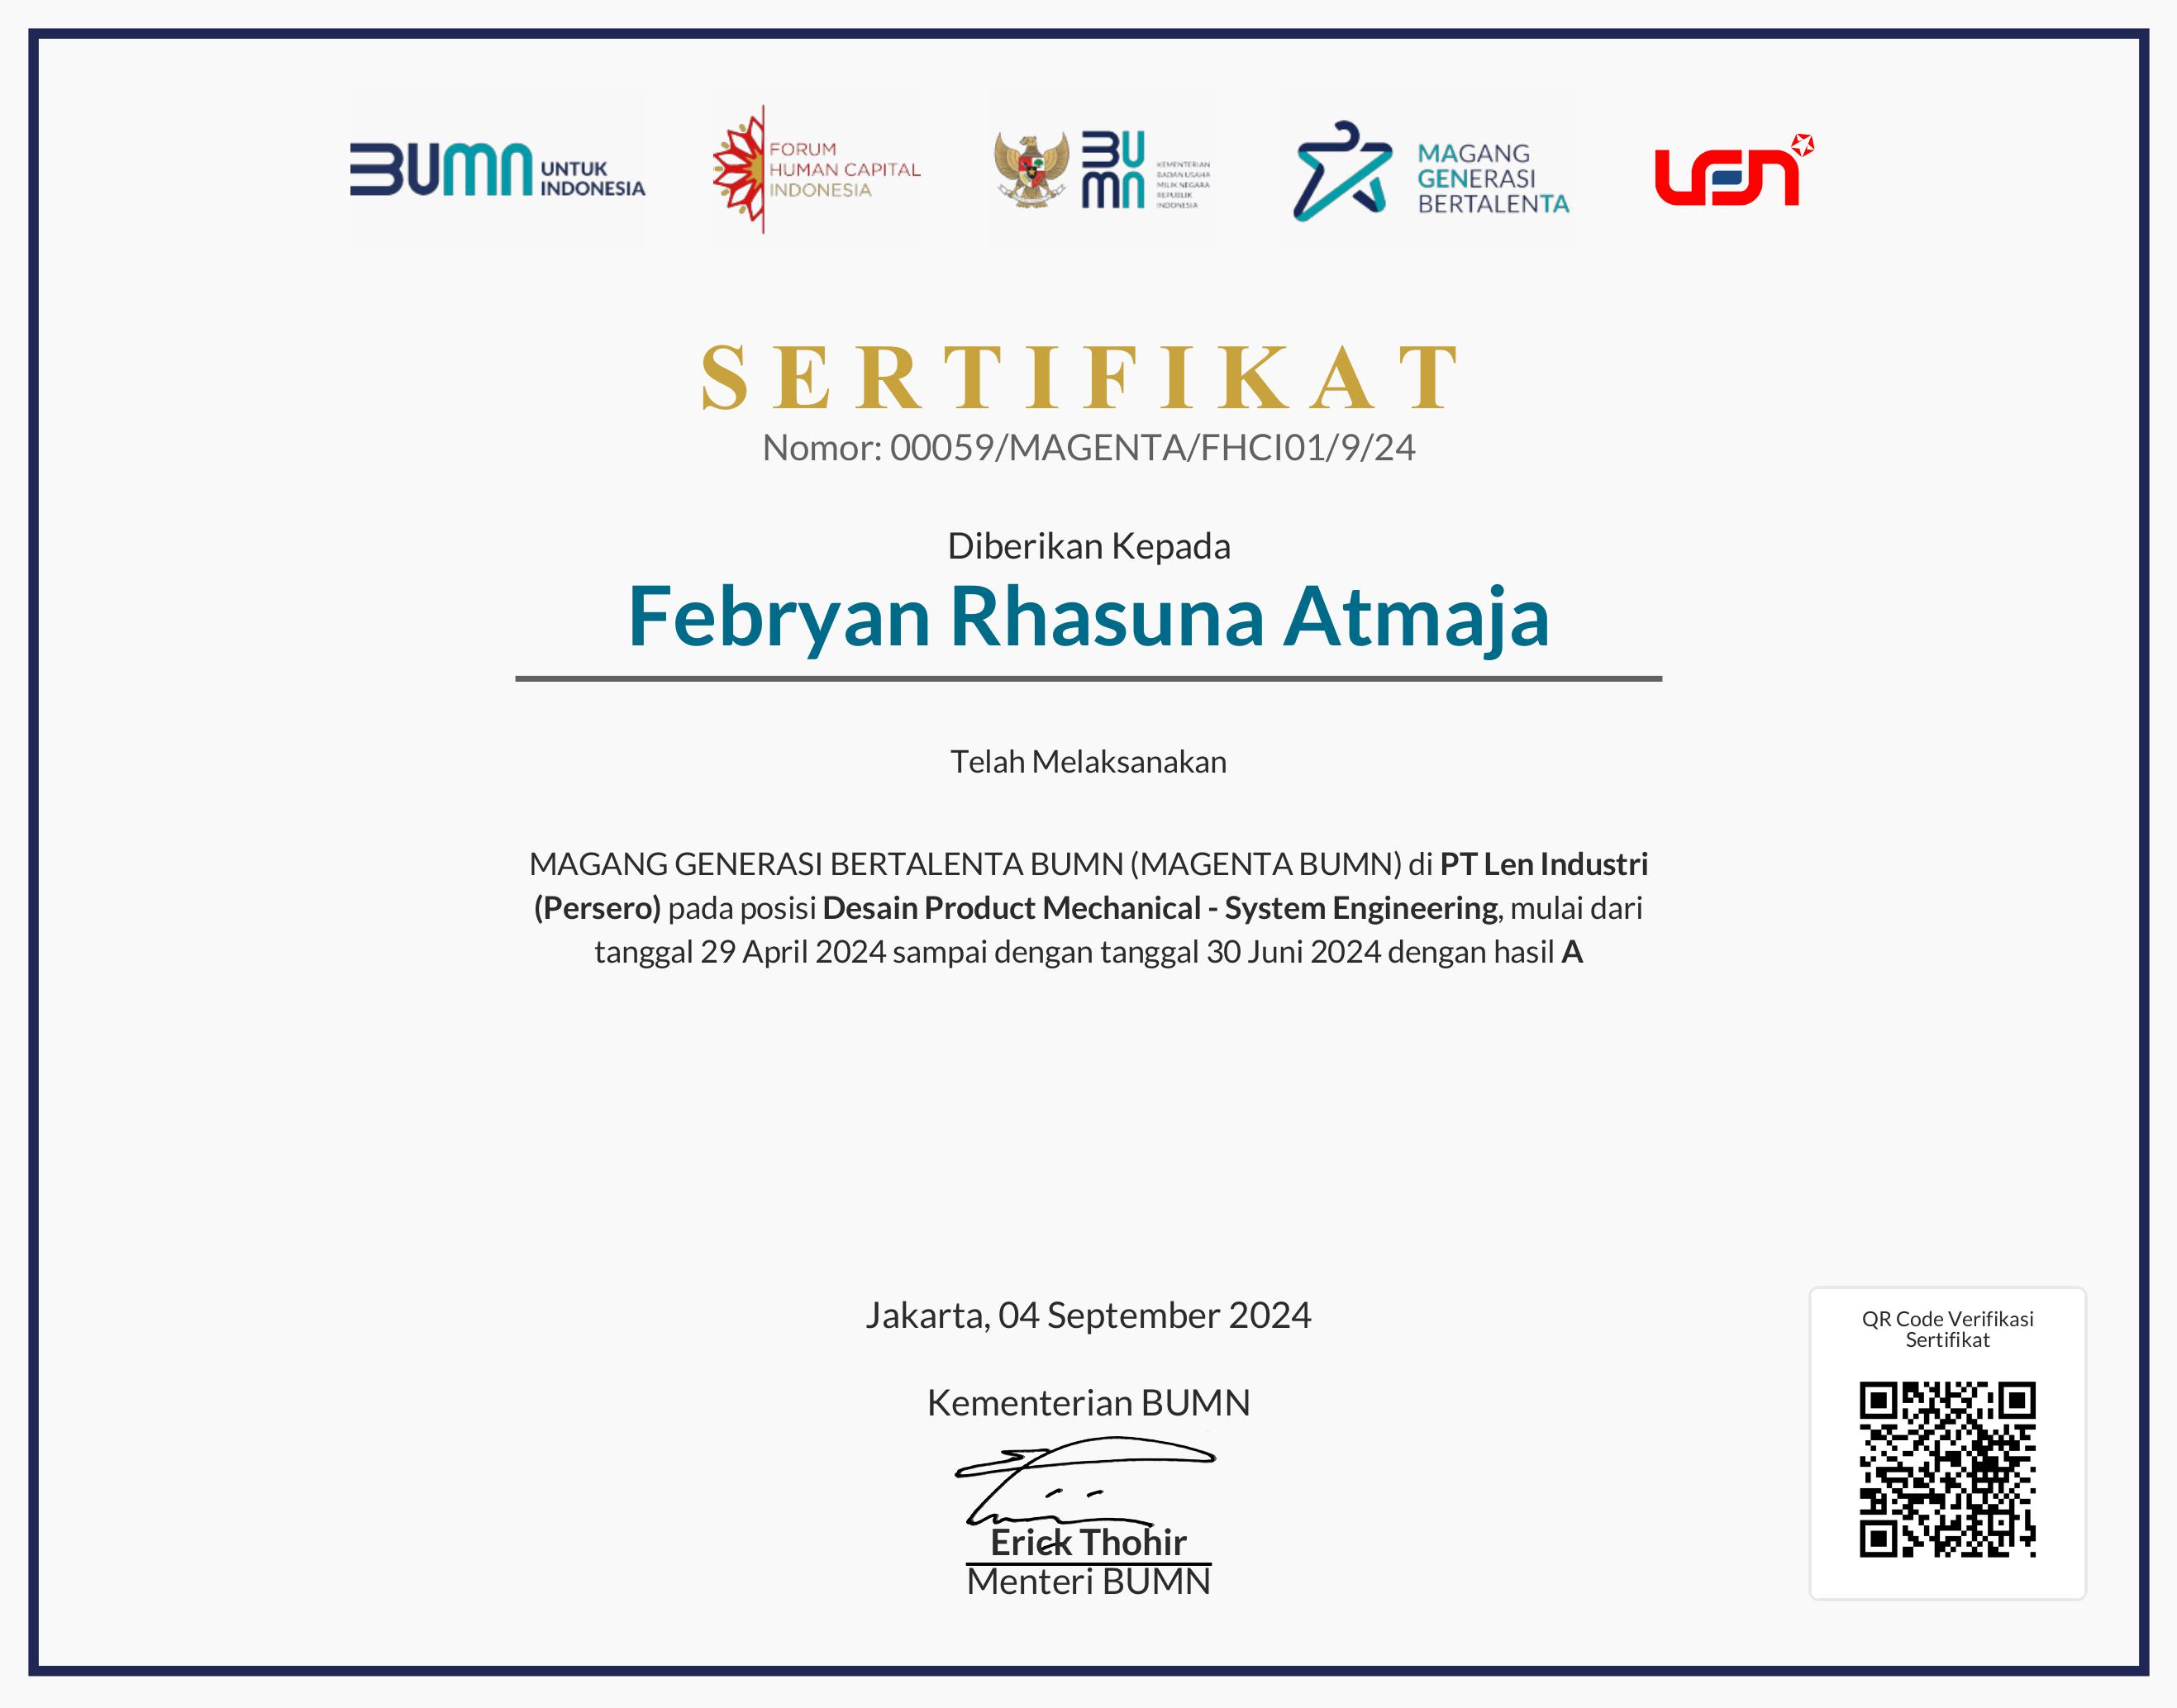 BUMN UNTUK INDONESIA
FORUM
HUMAN CAPITAL
INDONESIA
BUMN
KEMENTERIAN
BADAN USAHA
MILIK NEGARA
REPUBLIK
INDONESIA
MAGANG
GENERASI
BERTALENTA
Len
SERTIFIKAT
Nomor: 00059/MAGENTA/FHCI01/9/24
Diberikan Kepada
Febryan Rhasuna Atmaja
Telah Melaksanakan
MAGANG GENERASI BERTALENTA BUMN (MAGENTA BUMN) di PT Len Industri
(Persero) pada posisi Desain Product Mechanical - System Engineering, mulai dari
tanggal 29 April 2024 sampai dengan tanggal 30 Juni 2024 dengan hasil A
Jakarta, 04 September 2024
Kementerian BUMN
Erick Thohir
Menteri BUMN
QR Code Verifikasi
Sertifikat